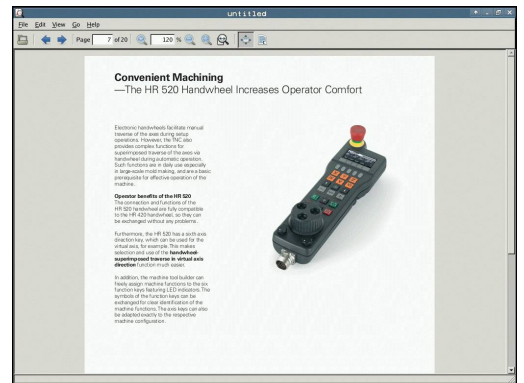 untitled
File Edit View Go Help
Page 7 of 20 120 %
Convenient Machining
—The HR 520 Handwheel Increases Operator Comfort
Electronic handwheels facilitate manual
traverse of the axes during setup
operations. However, the TNC also
provides complex functions for
superimposed traverse of the axes via
handwheel during automatic operation.
Such functions are in daily use especially
in large-scale mold making, and are a basic
prerequisite for effective operation of the
machine.
Operator benefits of the HR 520
The connection and functions of the
HR 520 handwheel are fully compatible
to the HR 420 handwheel, so they can
be exchanged without any problems.
Furthermore, the HR 520 has a sixth axis
direction key, which can be used for the
virtual axis, for example. This makes
selection and use of the handwheel-
superimposed traverse in virtual axis
direction function much easier.
In addition, the machine tool builder can
freely assign machine functions to the six
function keys featuring LED indicators. The
symbols of the function keys can be
exchanged for clear identification of the
machine functions. The axis keys can also
be adapted exactly to the respective
machine configuration.